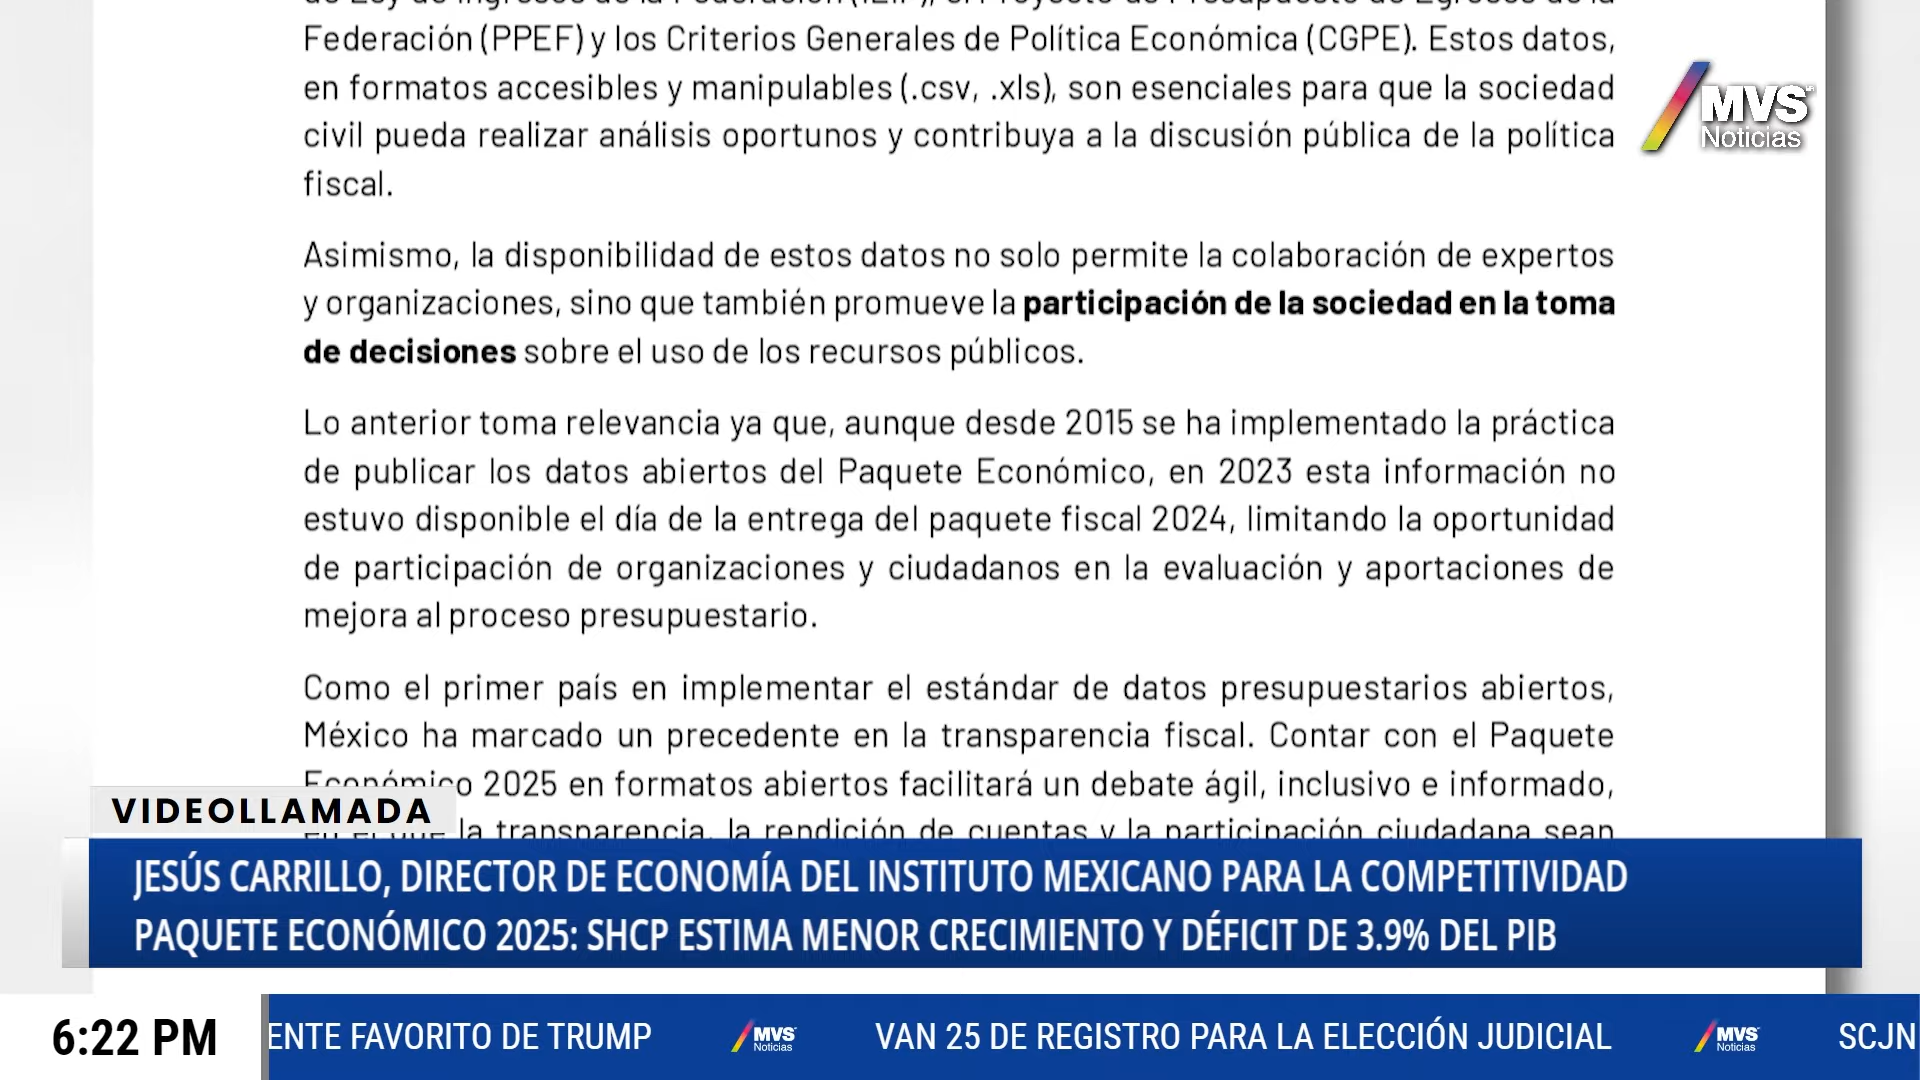 Federación (PPEF) y los Criterios Generales de Política Económica (CGPE). Estos datos,
en formatos accesibles y manipulables (.csv, .xls), son esenciales para que la sociedad
civil pueda realizar análisis oportunos y contribuya a la discusión pública de la política
fiscal.
MVS
Noticias
Asimismo, la disponibilidad de estos datos no solo permite la colaboración de expertos
y organizaciones, sino que también promueve la participación de la sociedad en la toma
de decisiones sobre el uso de los recursos públicos.
Lo anterior toma relevancia ya que, aunque desde 2015 se ha implementado la práctica
de publicar los datos abiertos del Paquete Económico, en 2023 esta información no
estuvo disponible el día de la entrega del paquete fiscal 2024, limitando la oportunidad
de participación de organizaciones y ciudadanos en la evaluación y aportaciones de
mejora al proceso presupuestario.
Como el primer país en implementar el estándar de datos presupuestarios abiertos,
México ha marcado un precedente en la transparencia fiscal. Contar con el Paquete
Económico 2025 en formatos abiertos facilitará un debate ágil, inclusivo e informado,
la transparencia, la rendición de cuentas y la participación ciudadana sean
VIDEOLLAMADA
JESÚS CARRILLO, DIRECTOR DE ECONOMÍA DEL INSTITUTO MEXICANO PARA LA COMPETITIVIDAD
PAQUETE ECONÓMICO 2025: SHCP ESTIMA MENOR CRECIMIENTO Y DÉFICIT DE 3.9% DEL PIB
6:22 PM
ENTE FAVORITO DE TRUMP MVS Noticias VAN 25 DE REGISTRO PARA LA ELECCIÓN JUDICIAL MVS Noticias SCJN